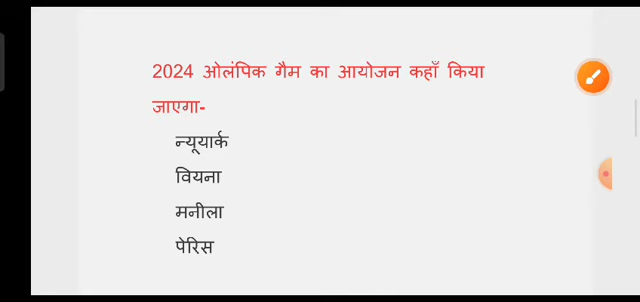 2024 ओलंपिक गैम का आयोजन कहाँ किया
जाएगा-
न्यूयार्क
वियना
मनीला
पेरिस